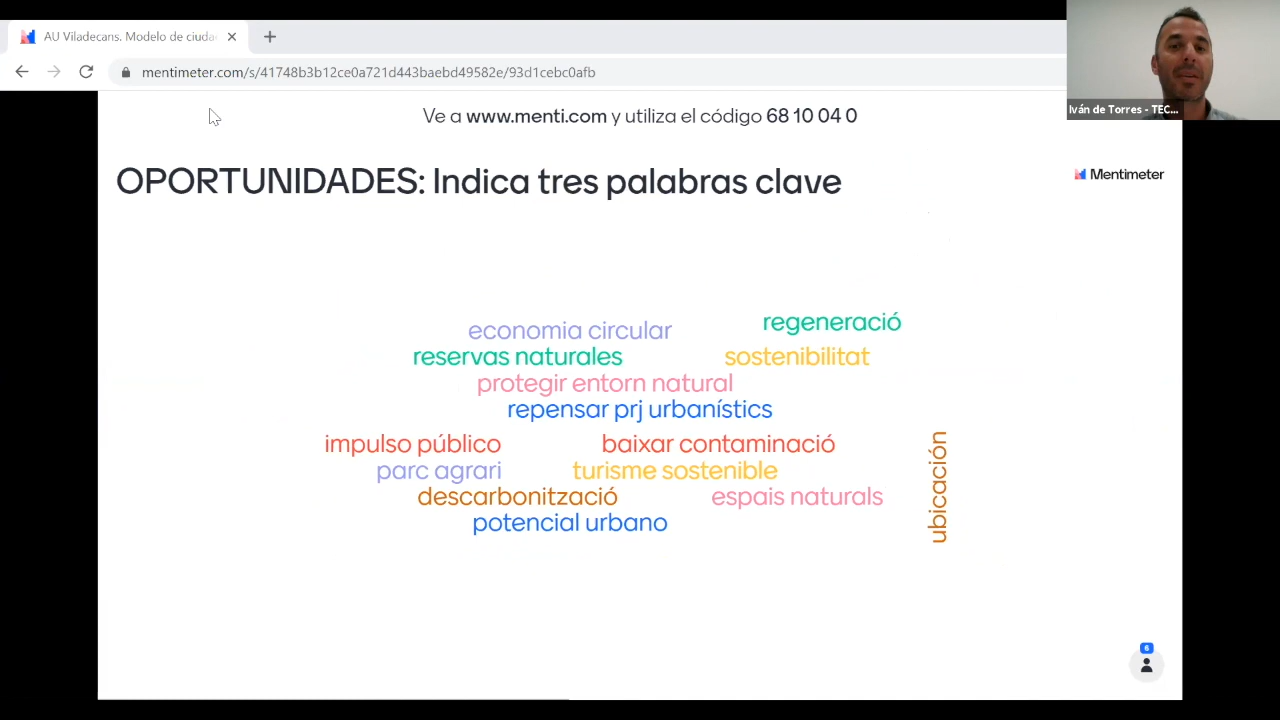 AU Viladecans. Modelo de ciuda
mentimeter.com/s/41748b3b12ce0a721d443baebd49582e/93d1cebc0afb
Iván de Torres - TEC...
Ve a www.menti.com y utiliza el código 68 10 04 0
OPORTUNIDADES: Indica tres palabras clave
Mentimeter
regeneració
economia circular
reservas naturales
sostenibilitat
protegir entorn natural
repensar prj urbanístics
impulso público
baixar contaminació
parc agrari
turisme sostenible
descarbonització
espais naturals
ubicación
potencial urbano
6